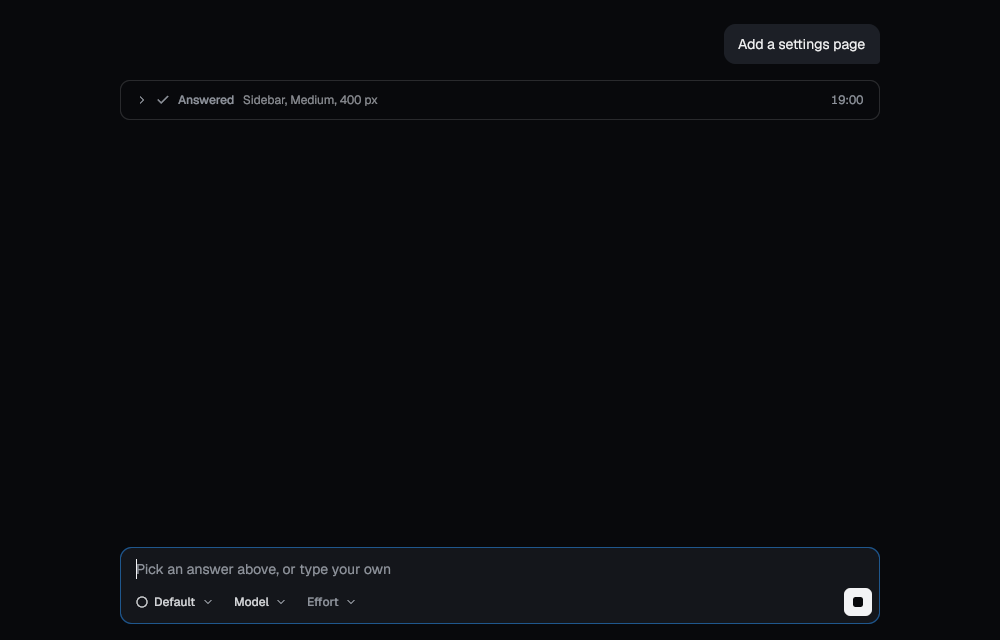 Add a settings page
Answered Sidebar, Medium, 400 px 19:00
Pick an answer above, or type your own
Default Model Effort